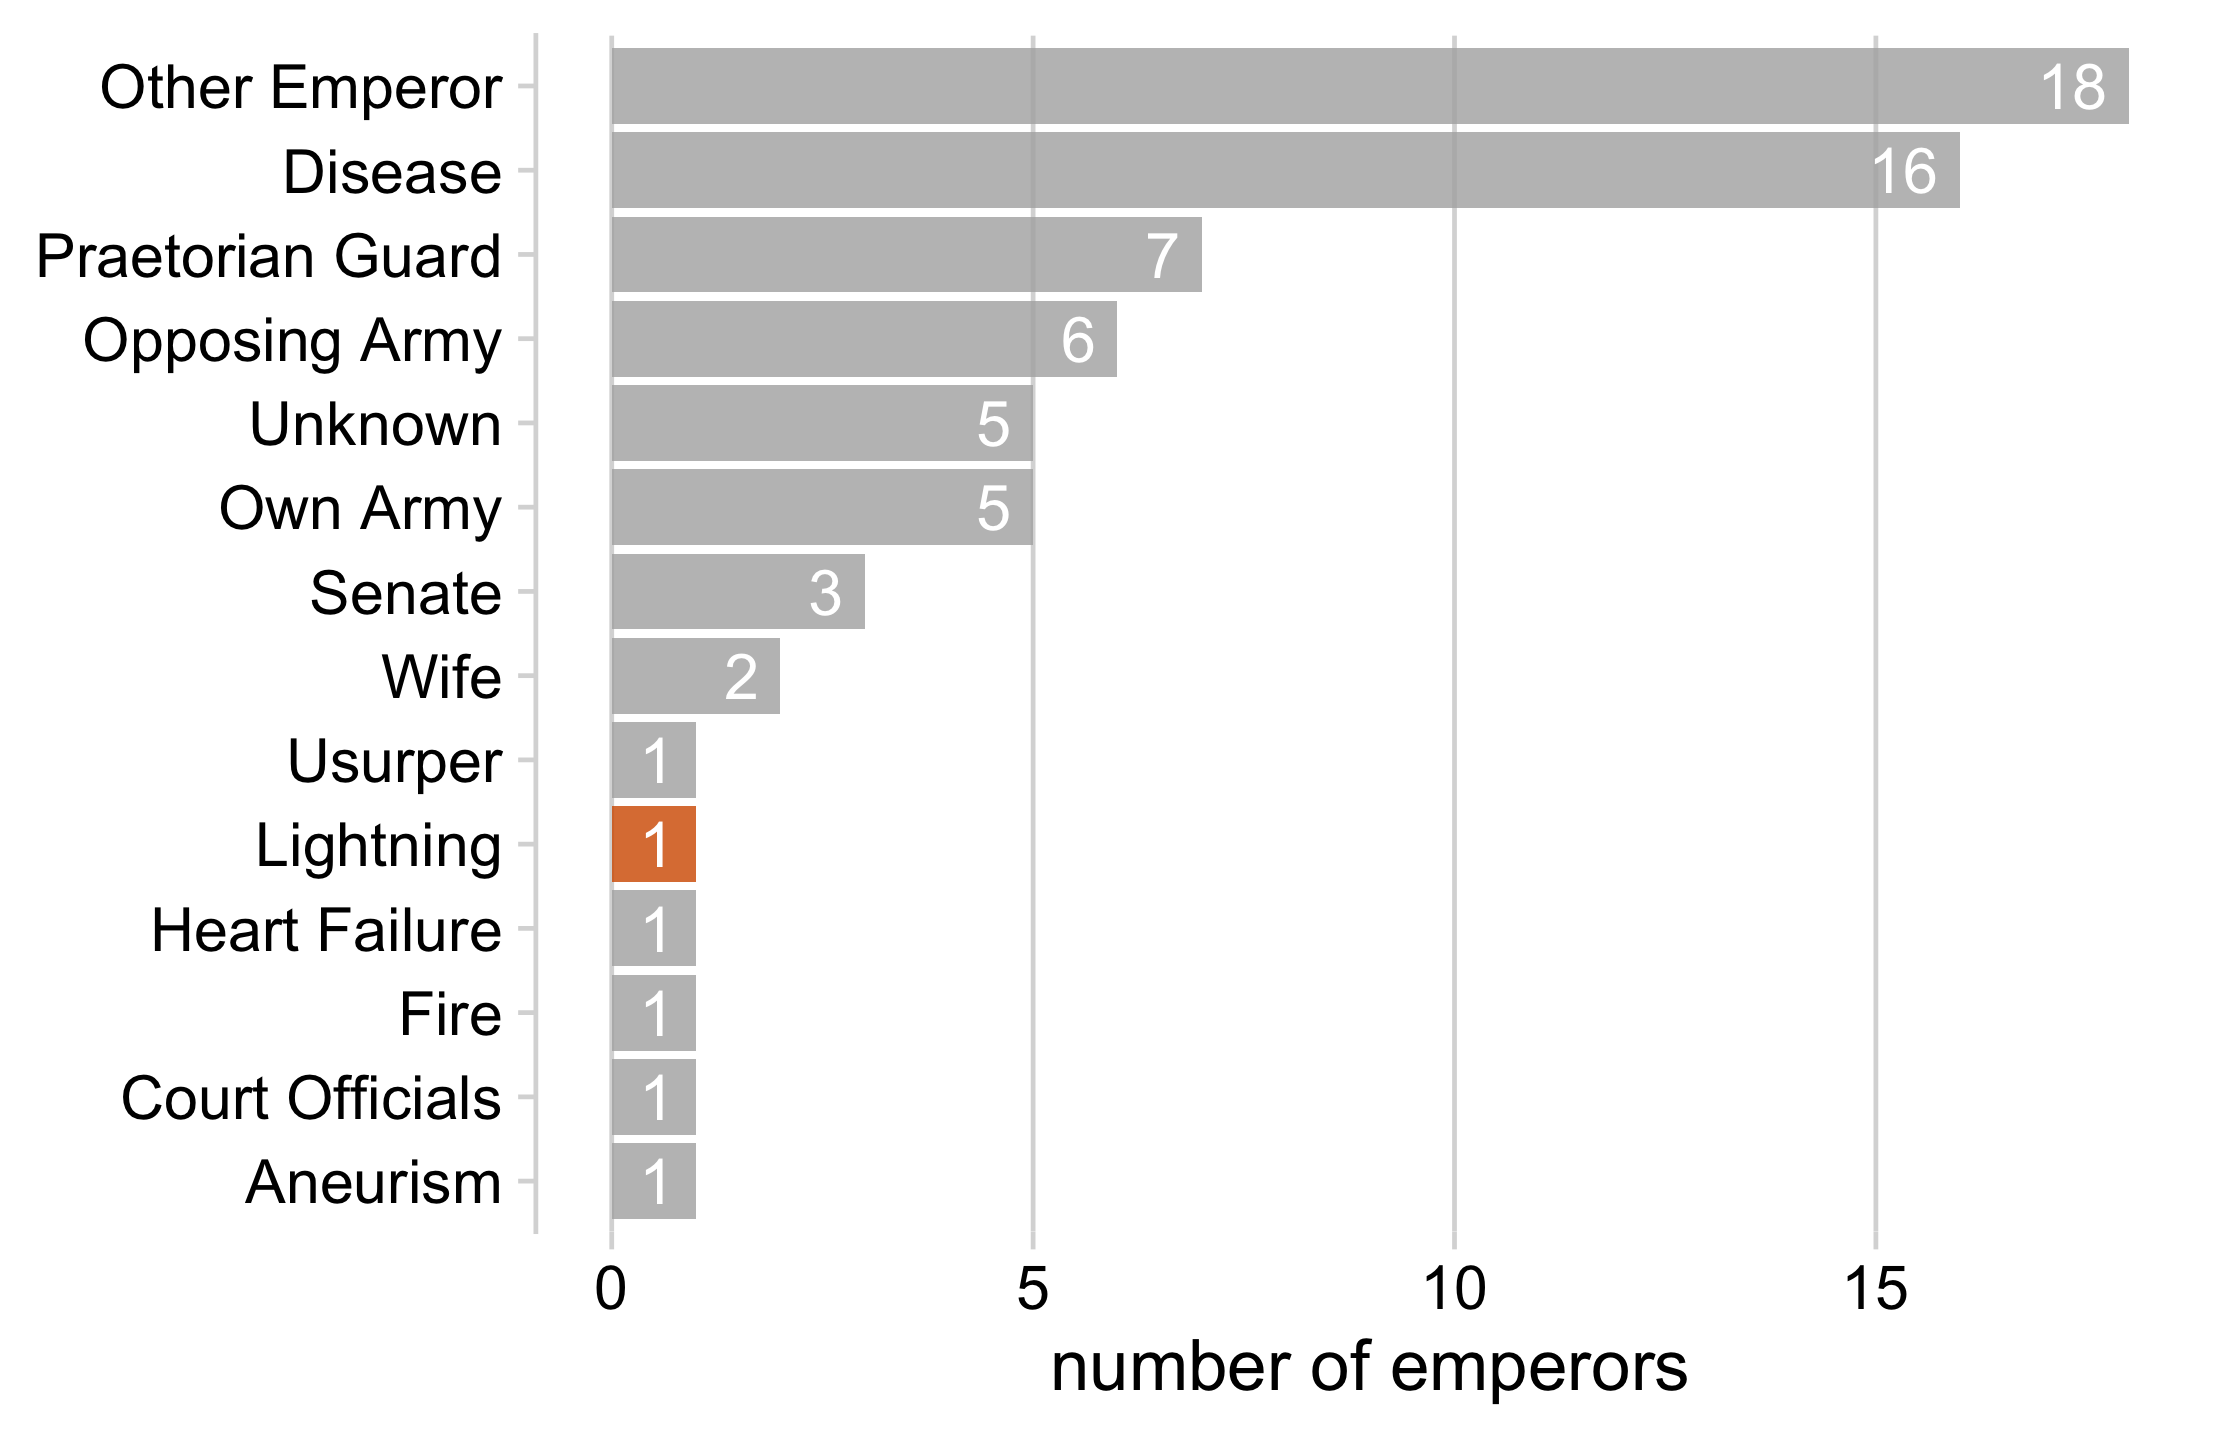 Other Emperor 18
Disease 16
Praetorian Guard 7
Opposing Army 6
Unknown 5
Own Army 5
Senate 3
Wife 2
Usurper 1
Lightning 1
Heart Failure 1
Fire 1
Court Officials 1
Aneurism 1
0 5 10 15
number of emperors